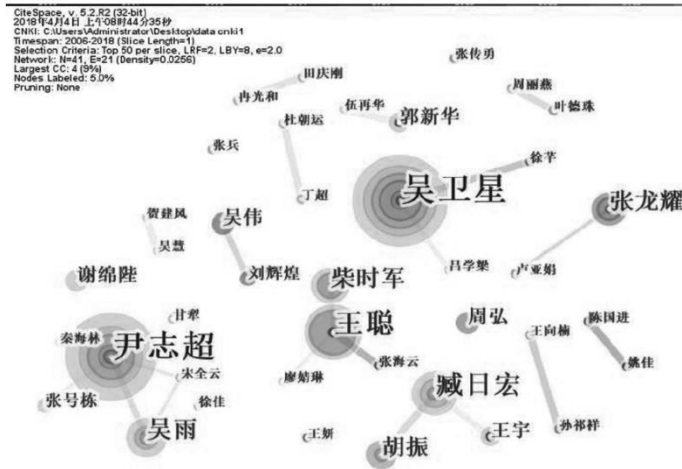 CiteSpace, v. 5.2.R2 (32-bit)
2018年4月4日 上午08时44分35秒
CNKI: C:\Users\Administrator\Desktop\data cnki1
Timespan: 2006-2018 (Slice Length=1)
Selection Criteria: Top 50 per slice, LRF=2, LBY=8, e=2.0
Network: N=41, E=21 (Density=0.0256)
Largest CC: 4 (9%)
Nodes Labeled: 5.0%
Pruning: None
张传勇
田庆刚
周丽燕
冉光和
伍再华
叶德珠
杜朝运
郭新华
张兵
徐芊
丁超
吴卫星
张龙耀
贺建风
吴伟
吴慧
吕学梁
卢亚娟
谢绵陛
刘辉煌
柴时军
甘犁
王聪
周弘
陈国进
秦海林
王向楠
尹志超
张海云
姚佳
宋全云
廖婧琳
臧日宏
张号栋
徐佳
吴雨
王妍
胡振
王宇
孙祁祥